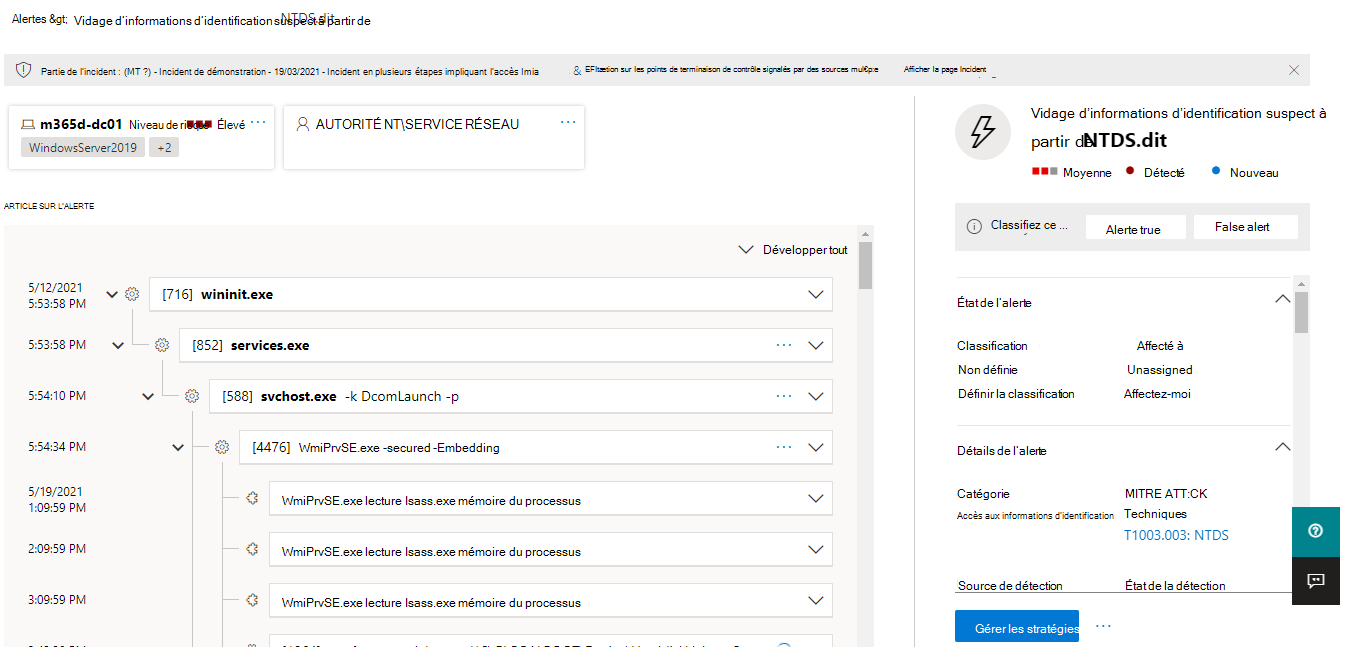 Alertes &gt; Vidage d'informations d'identification suspect à partir de NTDS.dit
Partie de l'incident : (MT ?) - Incident de démonstration - 19/03/2021 - Incident en plusieurs étapes impliquant l'accès Imia
sur les points de terminaison de contrôle signalés par des sources
Afficher la page Incident
m365d-dc01 Niveau de risque Élevé ...
WindowsServer2019 +2
AUTORITÉ NT\SERVICE RÉSEAU ...
ARTICLE SUR L'ALERTE
Développer tout
5/12/2021
5:53:58 PM
[716] wininit.exe
5:53:58 PM
[852] services.exe ...
5:54:10 PM
[588] svchost.exe -k DcomLaunch -p ...
5:54:34 PM
[4476] WmiPrvSE.exe -secured -Embedding ...
5/19/2021
1:09:59 PM
WmiPrvSE.exe lecture lsass.exe mémoire du processus
2:09:59 PM
WmiPrvSE.exe lecture lsass.exe mémoire du processus
3:09:59 PM
WmiPrvSE.exe lecture lsass.exe mémoire du processus
Vidage d'informations d'identification suspect à
partir de NTDS.dit
Moyenne Détecté Nouveau
Classifiez ce ... Alerte true False alert
État de l'alerte
Classification Affecté à
Non définie Unassigned
Définir la classification Affectez-moi
Détails de l'alerte
Catégorie MITRE ATT:CK
Accès aux informations d'identification Techniques
T1003.003: NTDS
Source de détection État de la détection
Gérer les stratégies ...